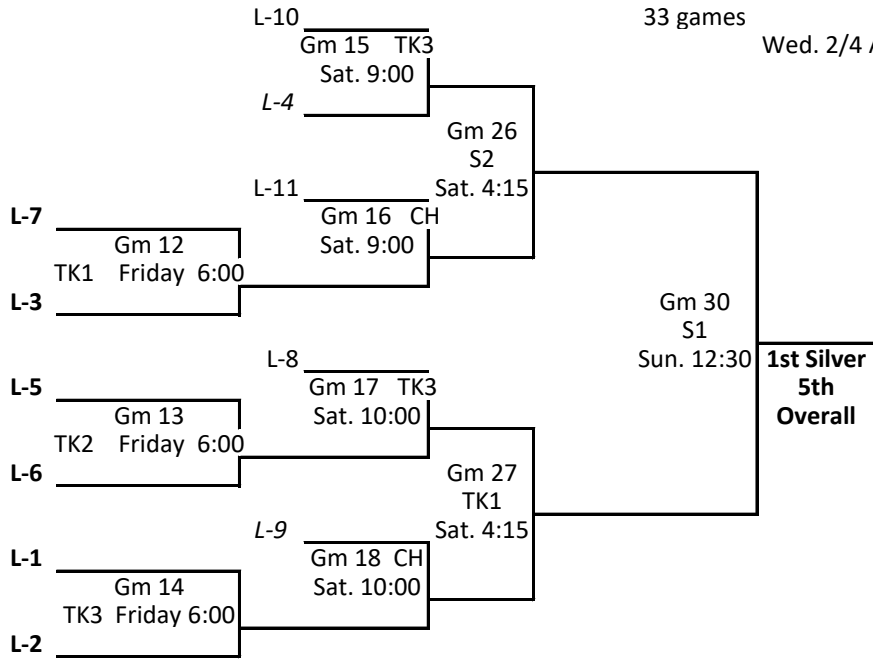 L-10
33 games
Gm 15 TK3
Wed. 2/4 A
Sat. 9:00
L-4
Gm 26
S2
L-11
Sat. 4:15
L-7
Gm 16 CH
Gm 12
Sat. 9:00
TK1 Friday 6:00
L-3
Gm 30
S1
L-8
Sun. 12:30
1st Silver
L-5
Gm 17 TK3
5th
Gm 13
Sat. 10:00
Overall
TK2 Friday 6:00
L-6
Gm 27
TK1
L-9
Sat. 4:15
L-1
Gm 18 CH
Gm 14
Sat. 10:00
TK3 Friday 6:00
L-2